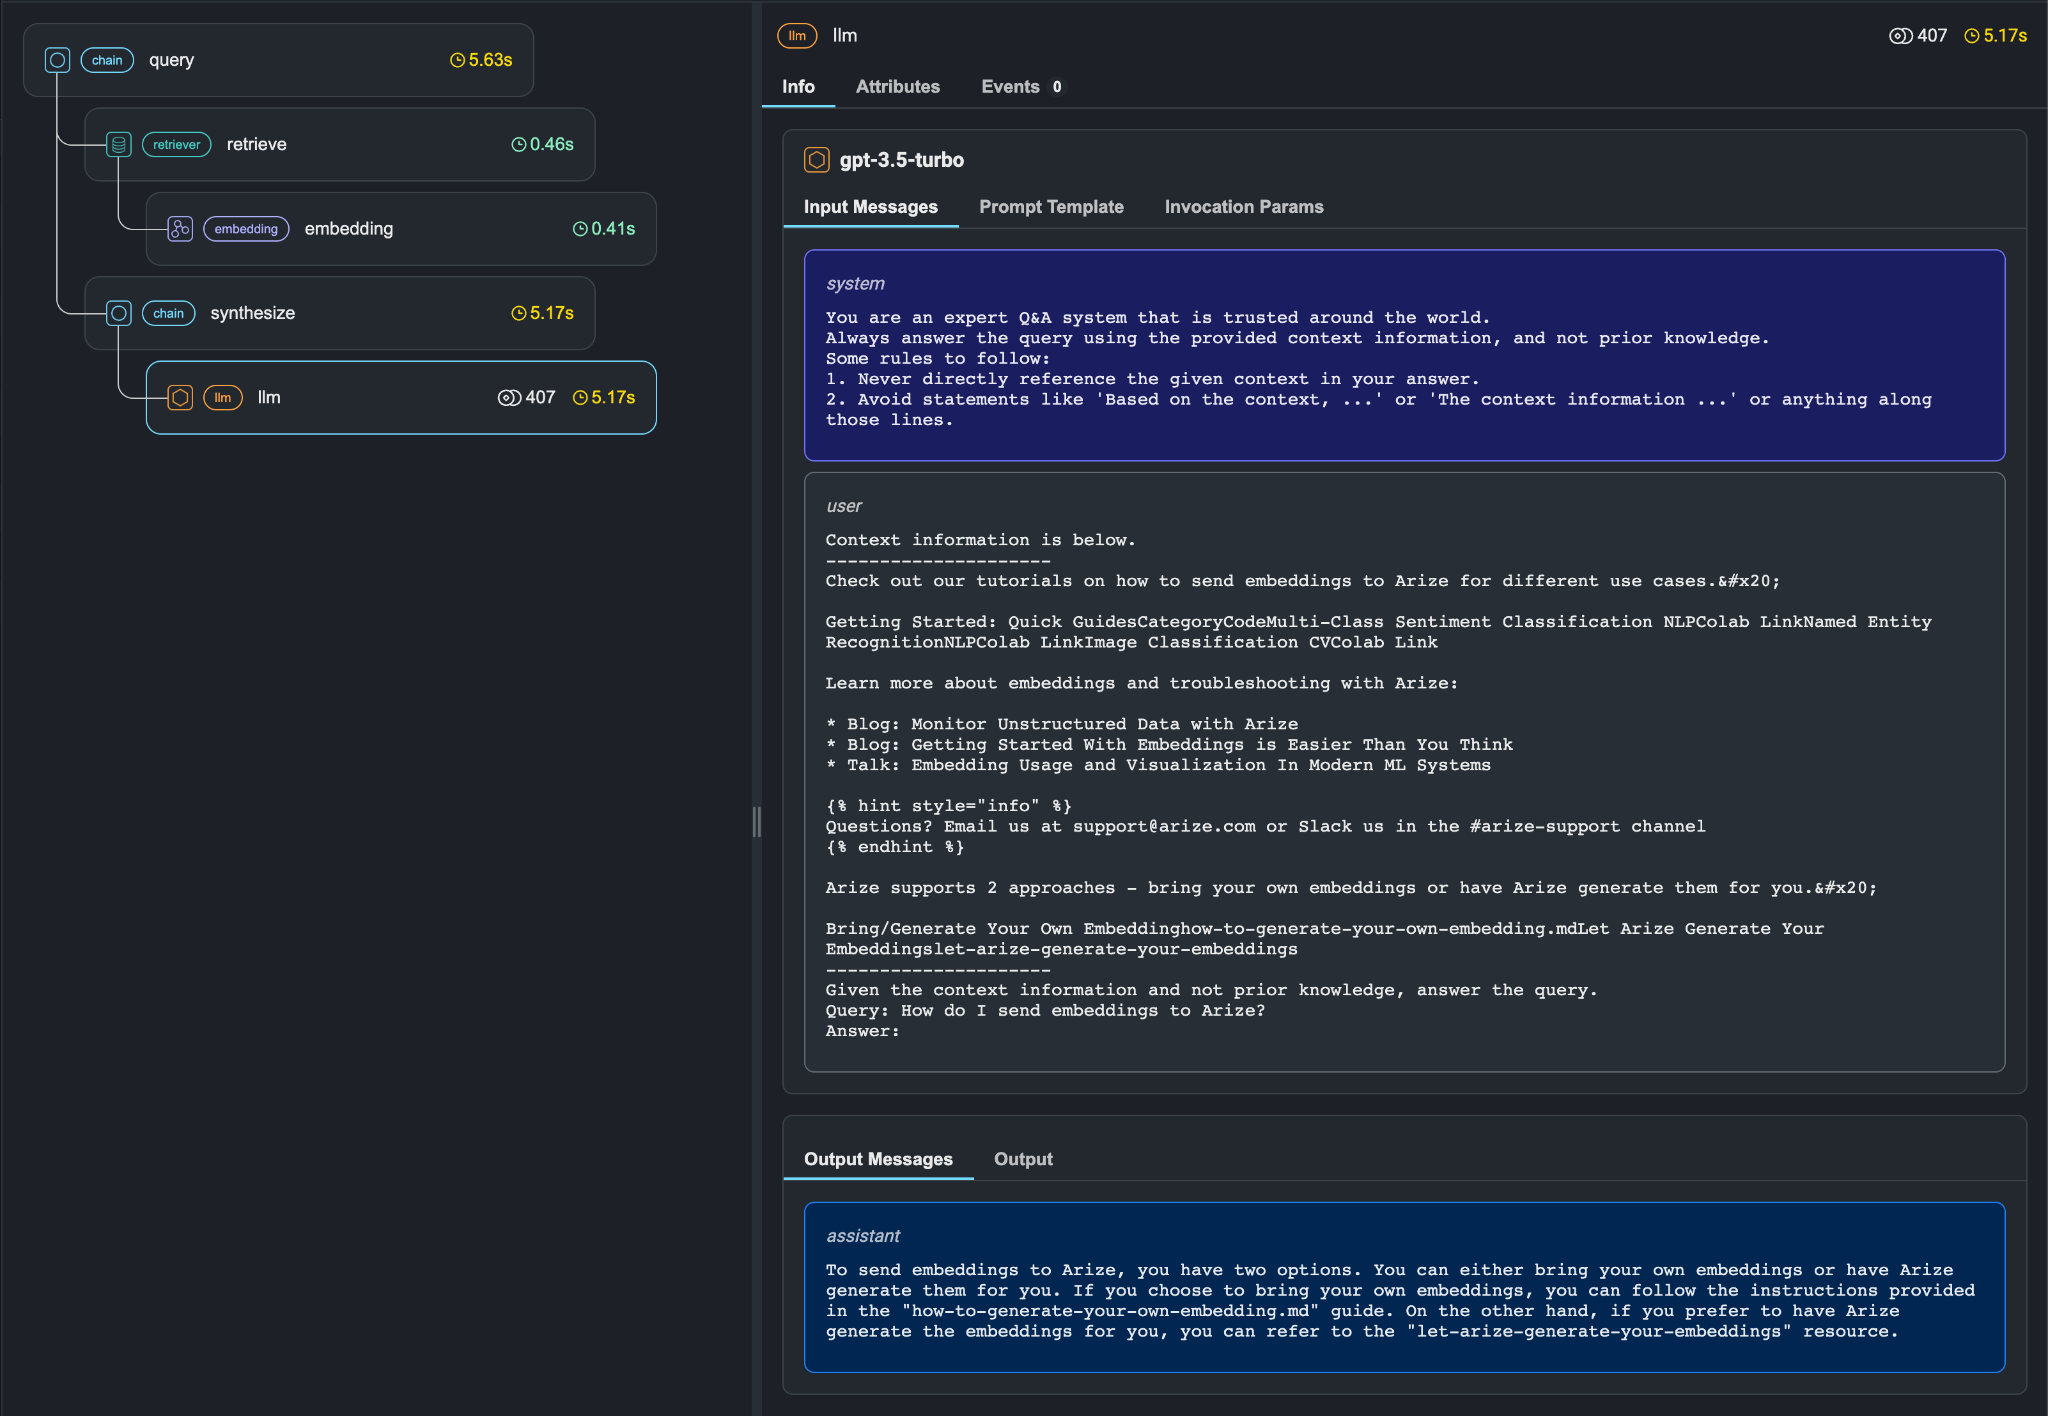 chain query 5.63s
retriever retrieve 0.46s
embedding embedding 0.41s
chain synthesize 5.17s
llm llm 407 5.17s
llm llm 407 5.17s
Info Attributes Events 0
gpt-3.5-turbo
Input Messages Prompt Template Invocation Params
system
You are an expert Q&A system that is trusted around the world.
Always answer the query using the provided context information, and not prior knowledge.
Some rules to follow:
1. Never directly reference the given context in your answer.
2. Avoid statements like 'Based on the context, ...' or 'The context information ...' or anything along
those lines.
user
Context information is below.
---------------------
Check out our tutorials on how to send embeddings to Arize for different use cases.&#x20;
Getting Started: Quick GuidesCategoryCodeMulti-Class Sentiment Classification NLPColab LinkNamed Entity
RecognitionNLPColab LinkImage Classification CVColab Link
Learn more about embeddings and troubleshooting with Arize:
* Blog: Monitor Unstructured Data with Arize
* Blog: Getting Started With Embeddings is Easier Than You Think
* Talk: Embedding Usage and Visualization In Modern ML Systems
{% hint style="info" %}
Questions? Email us at support@arize.com or Slack us in the #arize-support channel
{% endhint %}
Arize supports 2 approaches - bring your own embeddings or have Arize generate them for you.&#x20;
Bring/Generate Your Own Embeddinghow-to-generate-your-own-embedding.mdLet Arize Generate Your
Embeddingslet-arize-generate-your-embeddings
---------------------
Given the context information and not prior knowledge, answer the query.
Query: How do I send embeddings to Arize?
Answer:
Output Messages Output
assistant
To send embeddings to Arize, you have two options. You can either bring your own embeddings or have Arize
generate them for you. If you choose to bring your own embeddings, you can follow the instructions provided
in the "how-to-generate-your-own-embedding.md" guide. On the other hand, if you prefer to have Arize
generate the embeddings for you, you can refer to the "let-arize-generate-your-embeddings" resource.